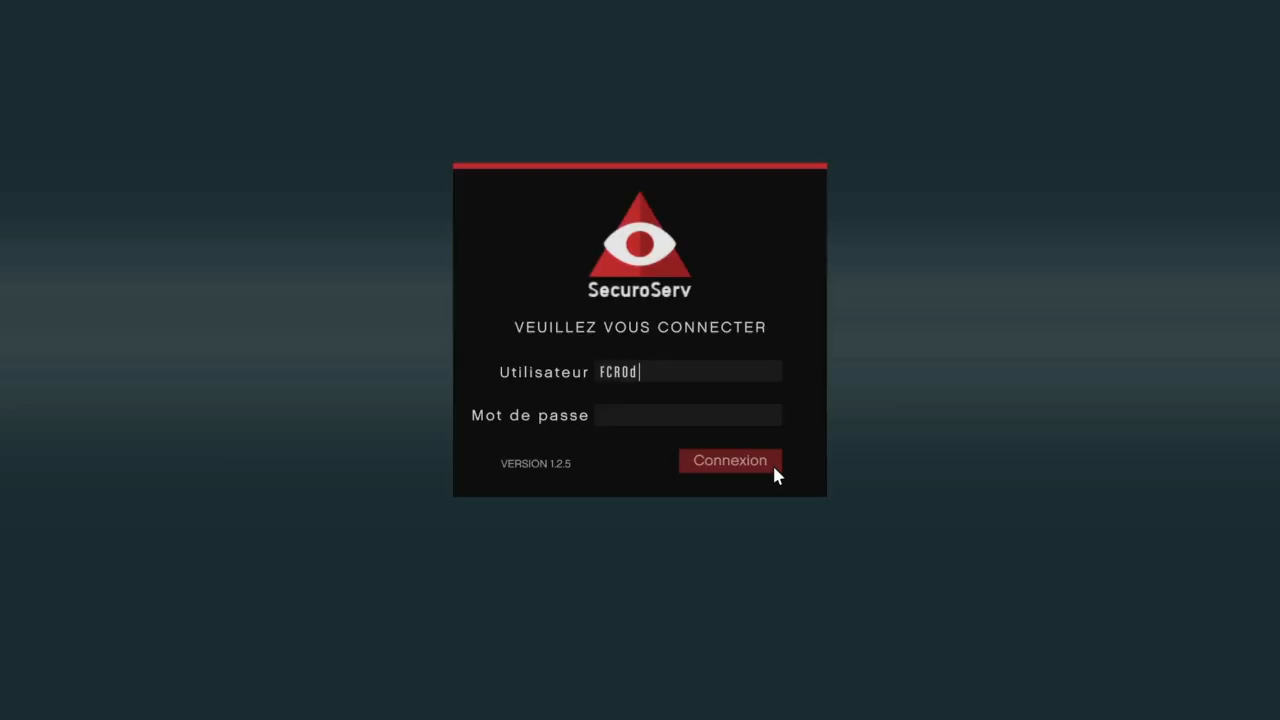 SecuroServ
VEUILLEZ VOUS CONNECTER
Utilisateur FCR0d
Mot de passe
VERSION 1.2.5 Connexion